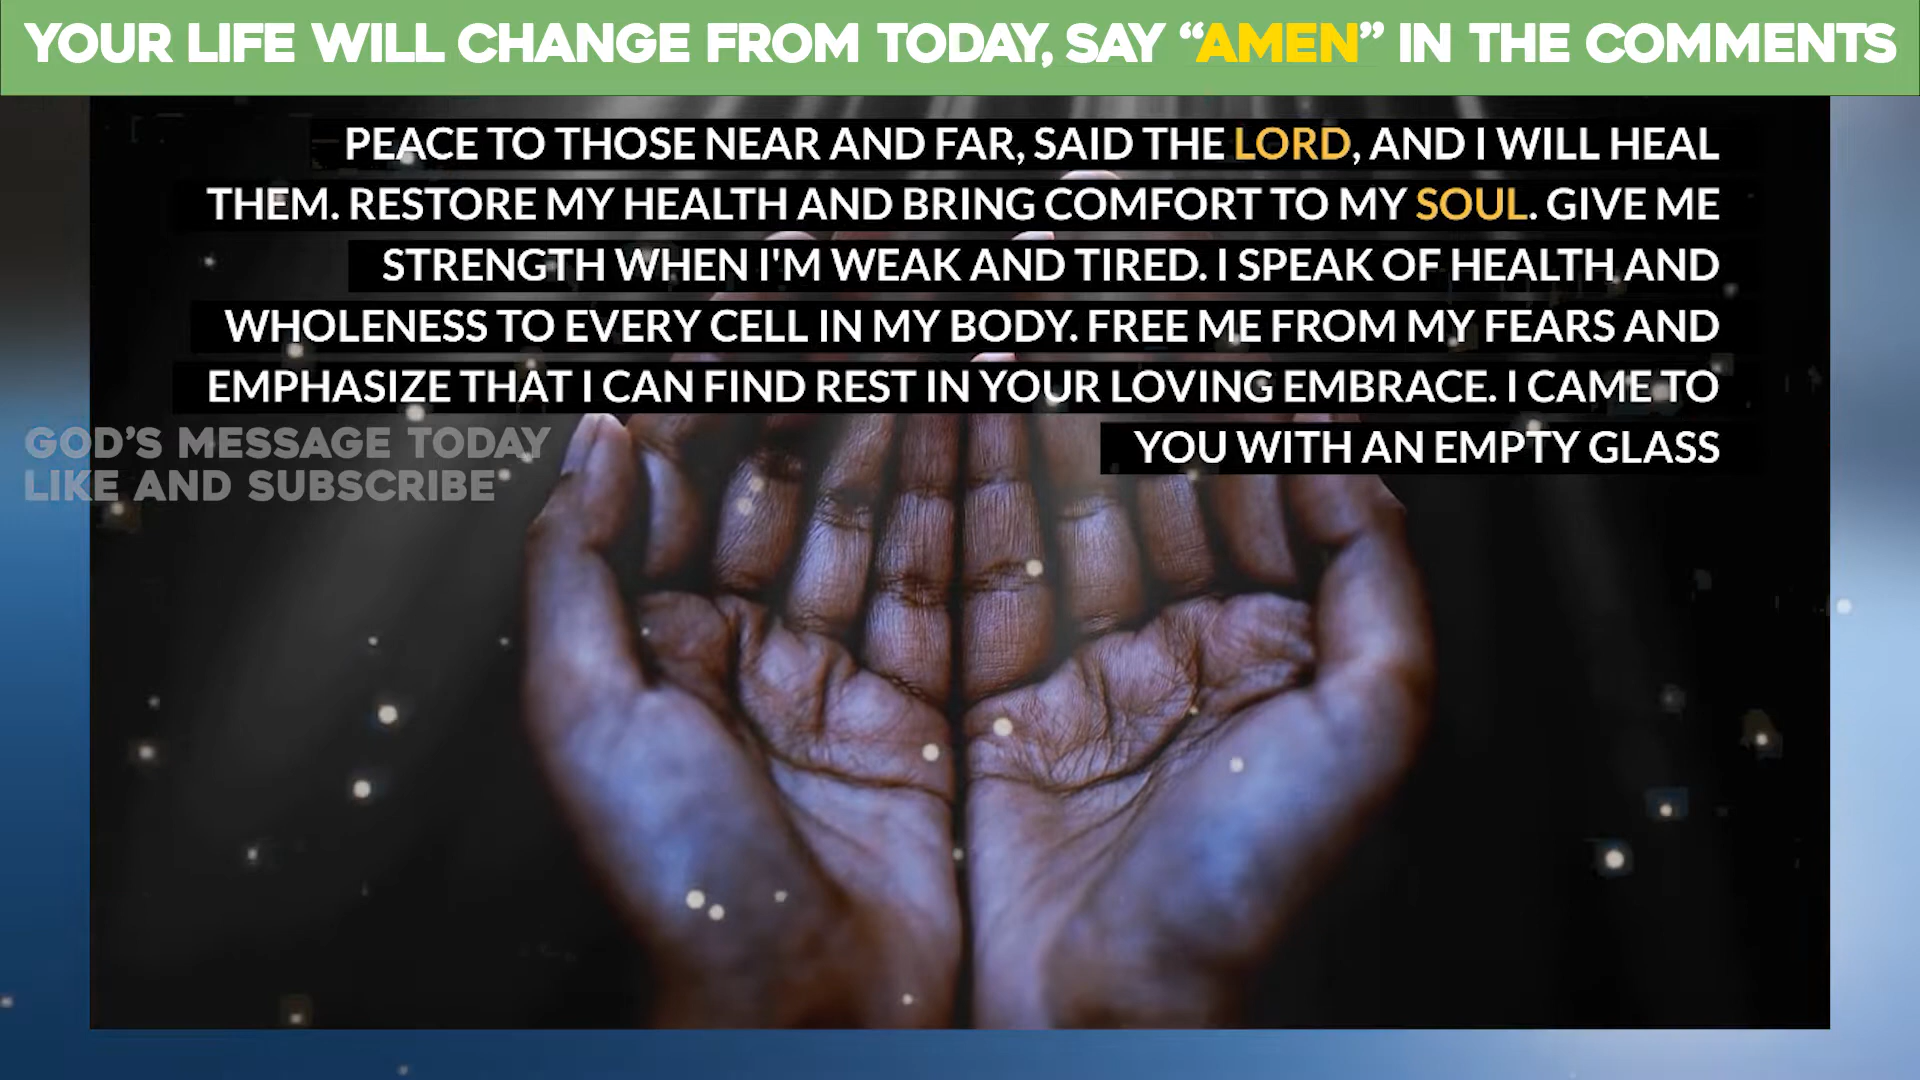 YOUR LIFE WILL CHANGE FROM TODAY, SAY “AMEN” IN THE COMMENTS
PEACE TO THOSE NEAR AND FAR, SAID THE LORD, AND I WILL HEAL
THEM. RESTORE MY HEALTH AND BRING COMFORT TO MY SOUL. GIVE ME
STRENGTH WHEN I'M WEAK AND TIRED. I SPEAK OF HEALTH AND
WHOLENESS TO EVERY CELL IN MY BODY. FREE ME FROM MY FEARS AND
EMPHASIZE THAT I CAN FIND REST IN YOUR LOVING EMBRACE. I CAME TO
YOU WITH AN EMPTY GLASS
GOD’S MESSAGE TODAY
LIKE AND SUBSCRIBE